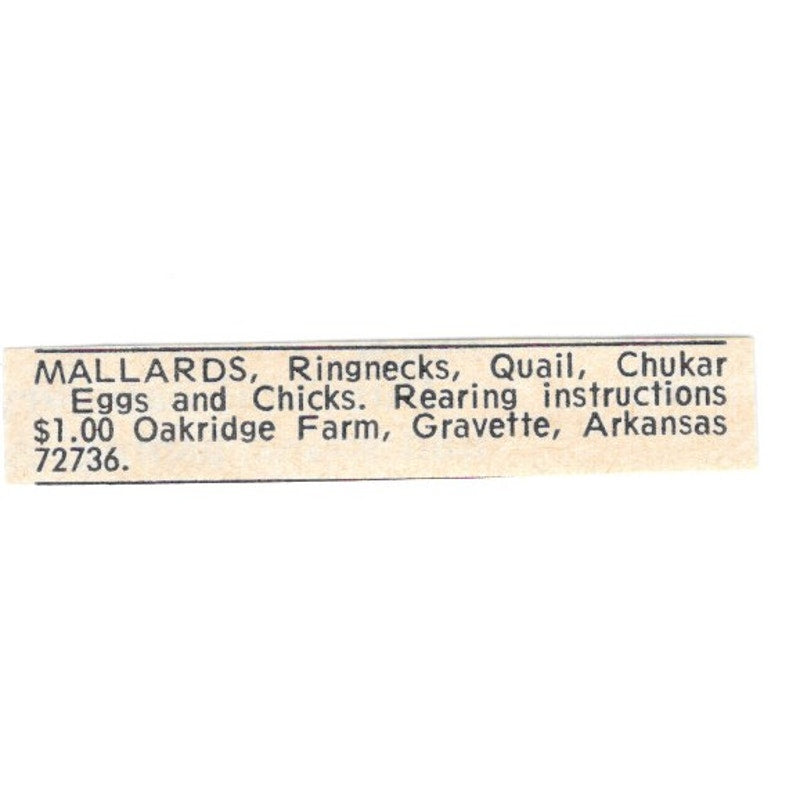 MALLARDS, Ringnecks, Quail, Chukar
Eggs and Chicks. Rearing instructions
$1.00 Oakridge Farm, Gravette, Arkansas
72736.